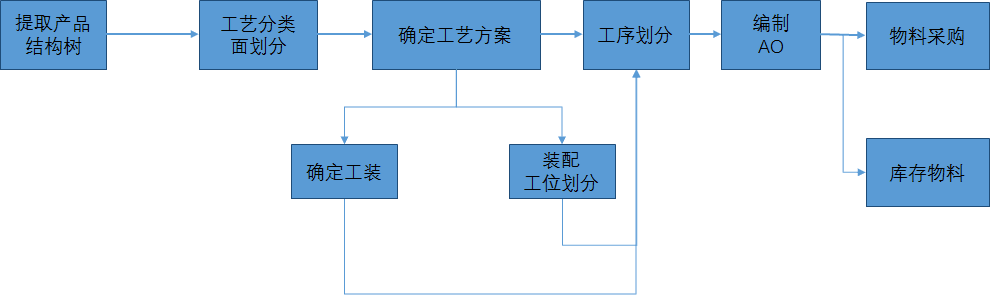 提取产品
结构树
工艺分类
面划分
确定工艺方案
工序划分
编制
AO
物料采购
确定工装
装配
工位划分
库存物料